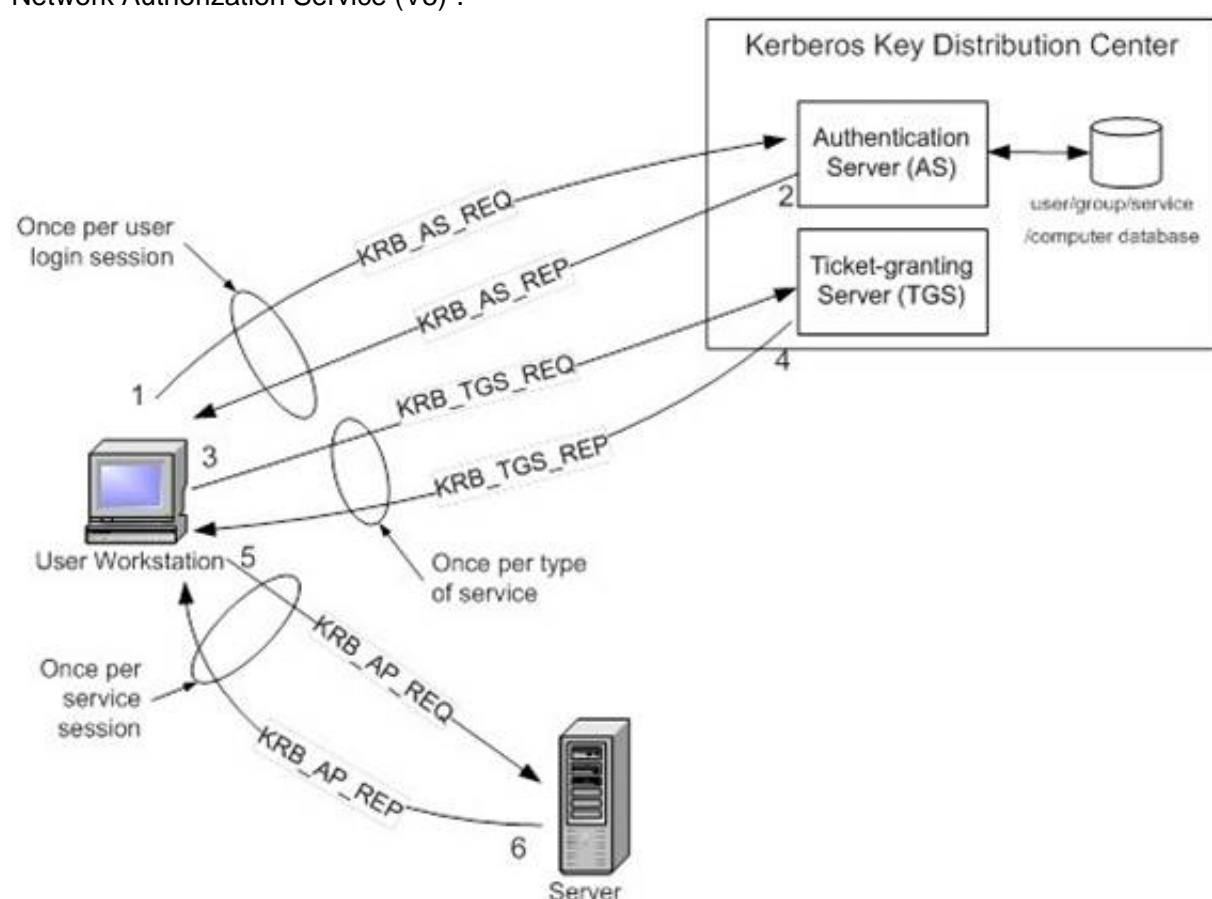 Network Authorization Service (V5)".
Kerberos Key Distribution Center
Authentication
Server (AS)
2
user/group/service
/computer database
KRB_AS_REQ
Once per user
login session
KRB_AS_REP
Ticket-granting
Server (TGS)
4
1
KRB_TGS_REQ
3
KRB_TGS_REP
User Workstation
5
Once per type
of service
KRB_AP_REQ
Once per
service
session
KRB_AP_REP
6
Server